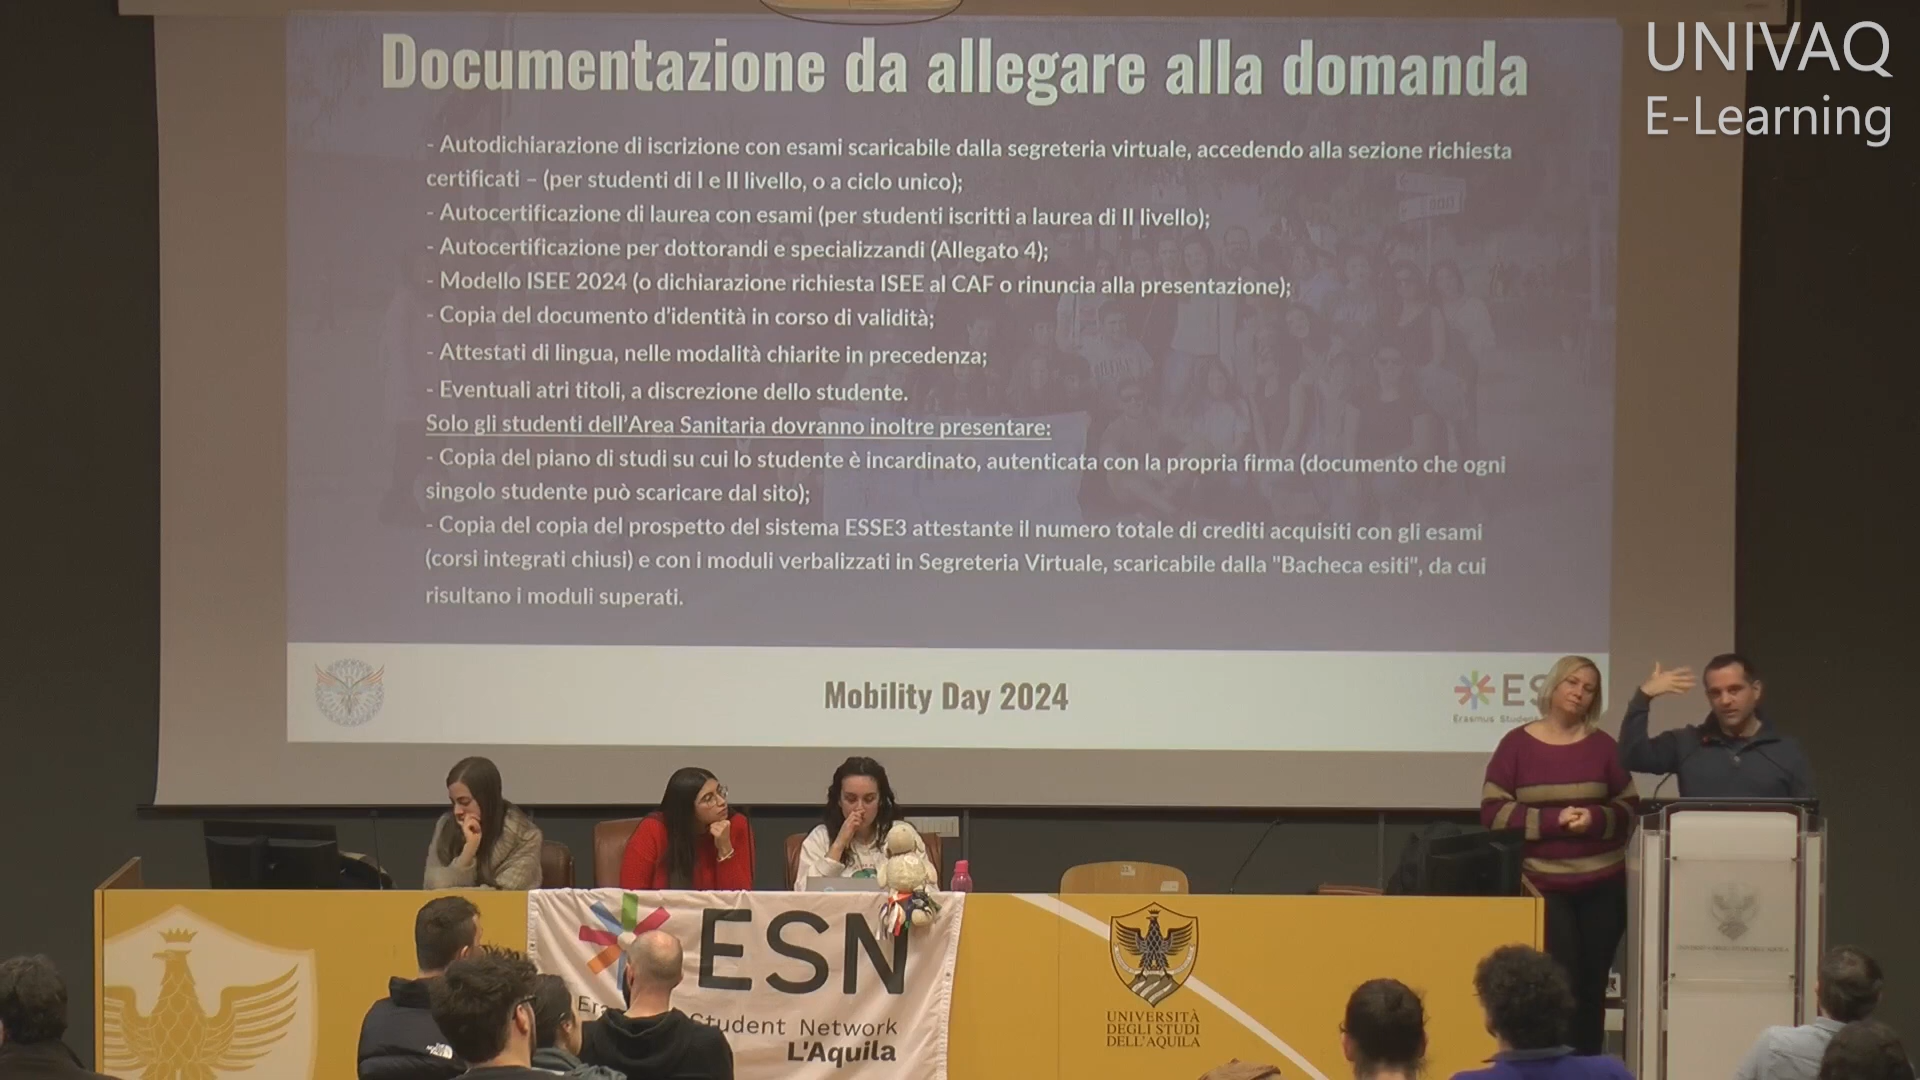 UNIVAQ
E-Learning
Documentazione da allegare alla domanda
- Autodichiarazione di iscrizione con esami scaricabile dalla segreteria virtuale, accedendo alla sezione richiesta
certificati – (per studenti di I e II livello, o a ciclo unico);
- Autocertificazione di laurea con esami (per studenti iscritti a laurea di II livello);
- Autocertificazione per dottorandi e specializzandi (Allegato 4);
- Modello ISEE 2024 (o dichiarazione richiesta ISEE al CAF o rinuncia alla presentazione);
- Copia del documento d'identità in corso di validità;
- Attestati di lingua, nelle modalità chiarite in precedenza;
- Eventuali atri titoli, a discrezione dello studente.
Solo gli studenti dell'Area Sanitaria dovranno inoltre presentare:
- Copia del piano di studi su cui lo studente è incardinato, autenticata con la propria firma (documento che ogni
singolo studente può scaricare dal sito);
- Copia del copia del prospetto del sistema ESSE3 attestante il numero totale di crediti acquisiti con gli esami
(corsi integrati chiusi) e con i moduli verbalizzati in Segreteria Virtuale, scaricabile dalla "Bacheca esiti", da cui
risultano i moduli superati.
Mobility Day 2024
ES
Erasmus Stude
ESN
Era Student Network
L'Aquila
UNIVERSITÀ
DEGLI STUDI
DELL'AQUILA